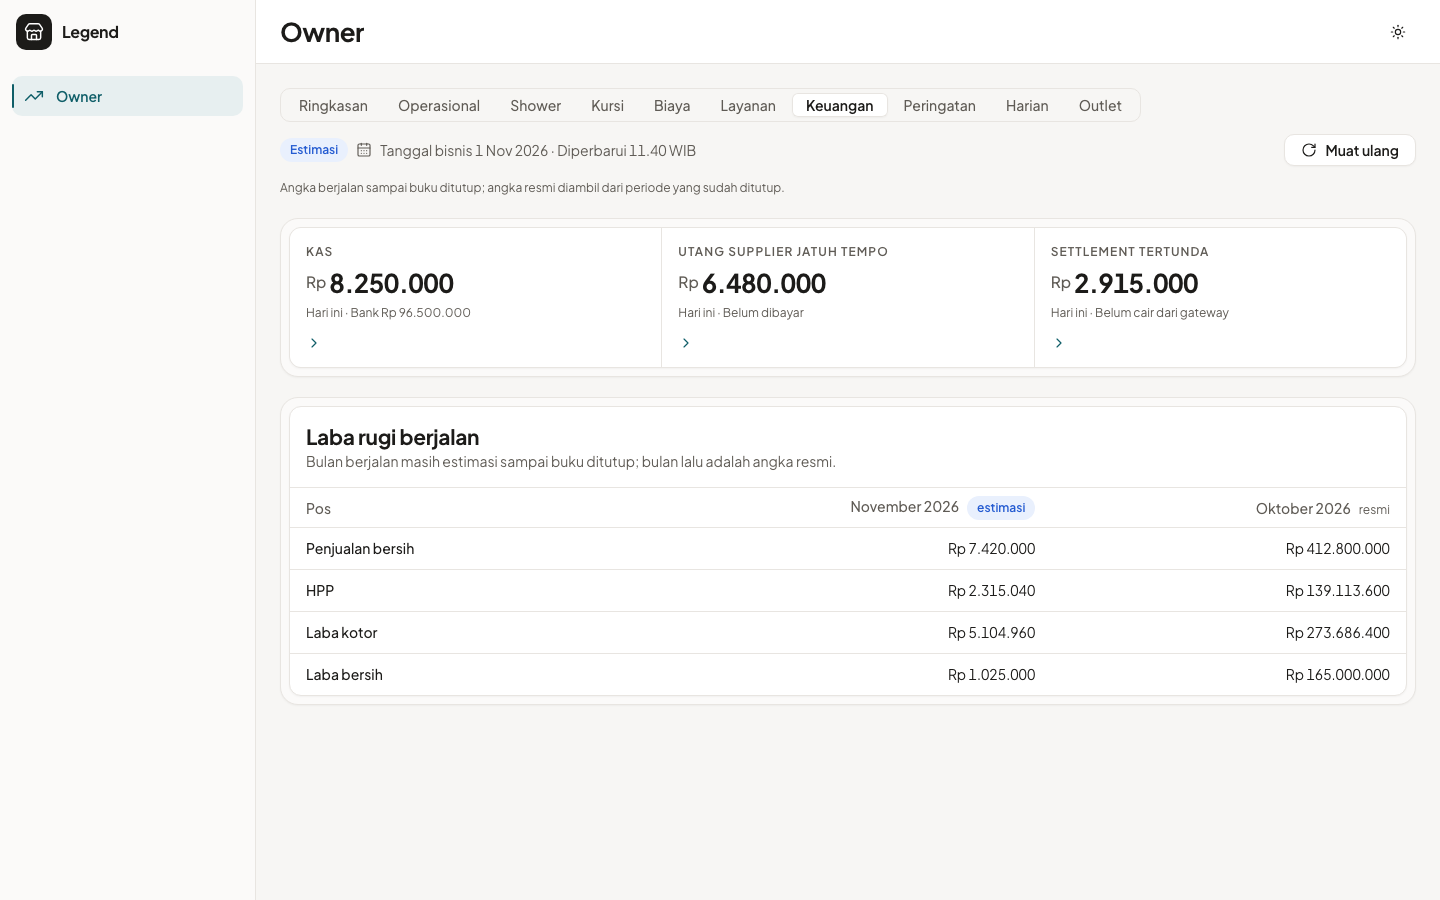 Legend
Owner
Owner
Ringkasan Operasional Shower Kursi Biaya Layanan Keuangan Peringatan Harian Outlet
Estimasi Tanggal bisnis 1 Nov 2026 · Diperbarui 11.40 WIB Muat ulang
Angka berjalan sampai buku ditutup; angka resmi diambil dari periode yang sudah ditutup.
KAS
Rp 8.250.000
Hari ini · Bank Rp 96.500.000
UTANG SUPPLIER JATUH TEMPO
Rp 6.480.000
Hari ini · Belum dibayar
SETTLEMENT TERTUNDA
Rp 2.915.000
Hari ini · Belum cair dari gateway
Laba rugi berjalan
Bulan berjalan masih estimasi sampai buku ditutup; bulan lalu adalah angka resmi.
Pos November 2026 estimasi Oktober 2026 resmi
Penjualan bersih Rp 7.420.000 Rp 412.800.000
HPP Rp 2.315.040 Rp 139.113.600
Laba kotor Rp 5.104.960 Rp 273.686.400
Laba bersih Rp 1.025.000 Rp 165.000.000